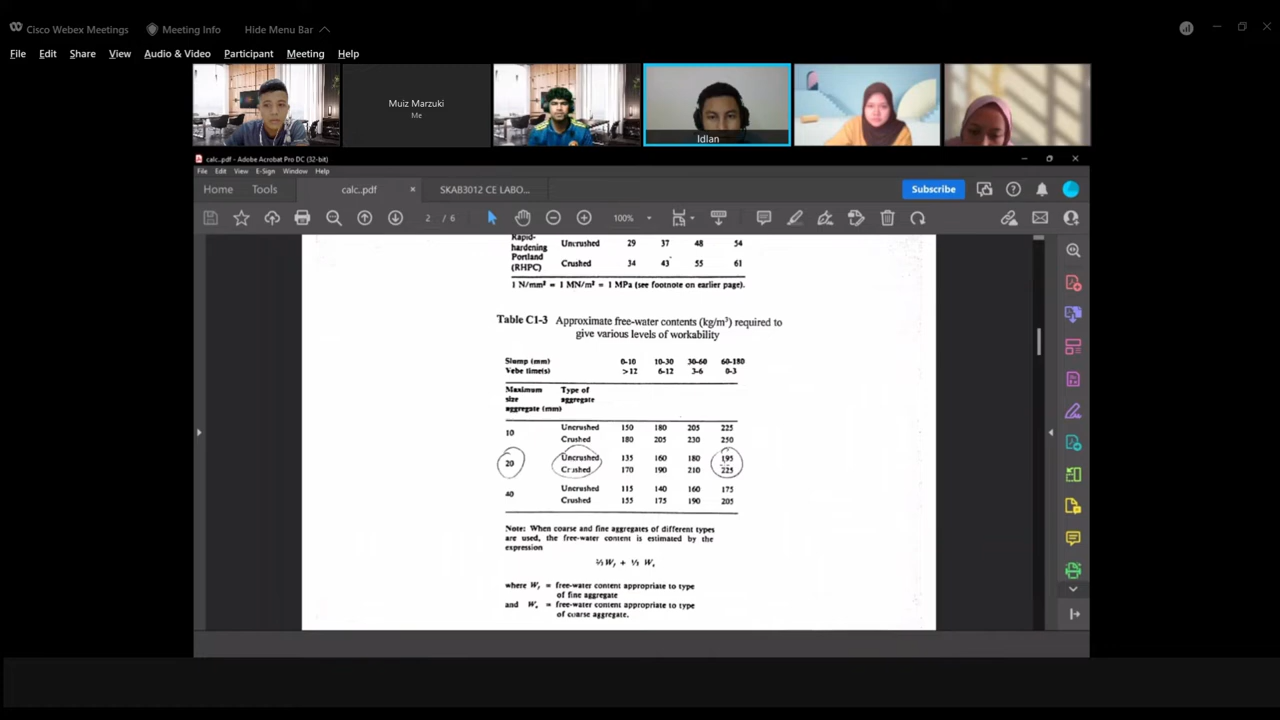 Cisco Webex Meetings Meeting Info Hide Menu Bar
File Edit Share View Audio & Video Participant Meeting Help
Muiz Marzuki
Me
Idlan
calc..pdf - Adobe Acrobat Pro DC (32-bit)
File Edit View E-Sign Window Help
Home Tools calc..pdf × SKAB3012 CE LABO... Subscribe
2 / 6 100%
Rapid-
hardening
Portland
(RHPC)
Uncrushed 29 37 48 54
Crushed 34 43 55 61
1 N/mm² = 1 MN/m² = 1 MPa (see footnote on earlier page).
Table C1-3 Approximate free-water contents (kg/m³) required to
give various levels of workability
Slump (mm) 0-10 10-30 30-60 60-180
Vebe time(s) >12 6-12 3-6 0-3
Maximum
size
aggregate (mm)
Type of
aggregate
10
Uncrushed 150 180 205 225
Crushed 180 205 230 250
20
Uncrushed 135 160 180 195
Crushed 170 190 210 225
40
Uncrushed 115 140 160 175
Crushed 155 175 190 205
Note: When coarse and fine aggregates of different types
are used, the free-water content is estimated by the
expression
⅔ Wf + ⅓ Wc
where Wf = free-water content appropriate to type
of fine aggregate
and Wc = free-water content appropriate to type
of coarse aggregate.